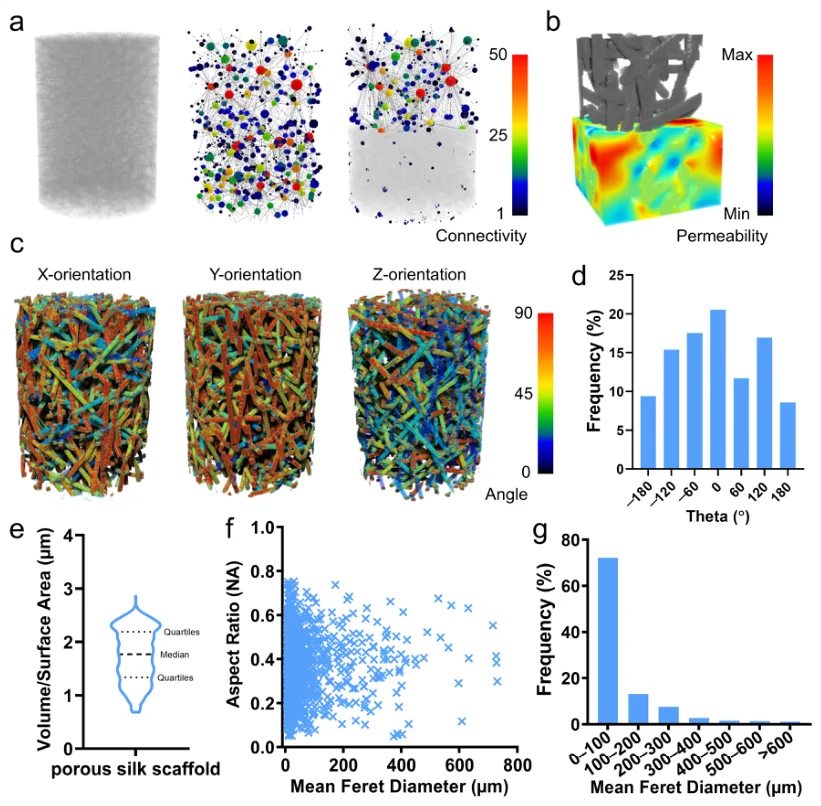 a
50
25
1
Connectivity
b
Max
Min
Permeability
c
X-orientation
Y-orientation
Z-orientation
90
45
0
Angle
d
Frequency (%)
25
20
15
10
5
0
–180
–120
–60
0
60
120
180
Theta (°)
e
Volume/Surface Area (µm)
4
3
2
1
0
Quartiles
Median
Quartiles
porous silk scaffold
f
Aspect Ratio (NA)
1.0
0.8
0.6
0.4
0.2
0.0
0
200
400
600
800
Mean Feret Diameter (µm)
g
Frequency (%)
80
60
40
20
0
0–100
100–200
200–300
300–400
400–500
500–600
>600
Mean Feret Diameter (µm)